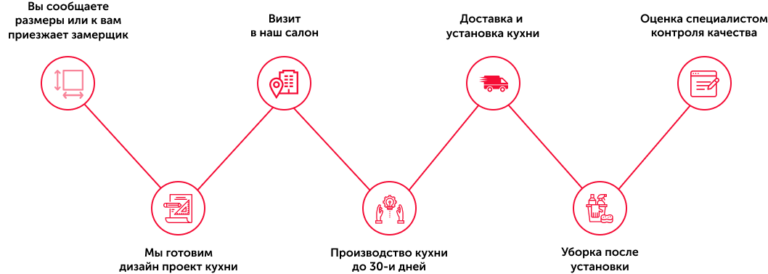 Вы сообщаете
размеры или к вам
приезжает замерщик
Мы готовим
дизайн проект кухни
Визит
в наш салон
Производство кухни
до 30-и дней
Доставка и
установка кухни
Уборка после
установки
Оценка специалистом
контроля качества